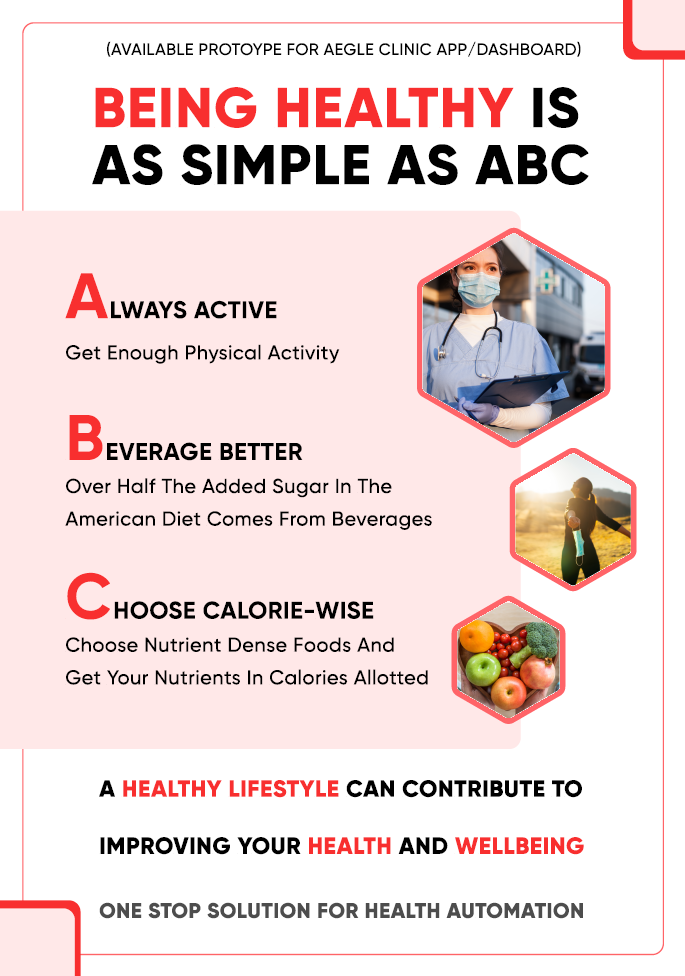 (AVAILABLE PROTOYPE FOR AEGLE CLINIC APP/DASHBOARD)
BEING HEALTHY IS
AS SIMPLE AS ABC
ALWAYS ACTIVE
Get Enough Physical Activity
BEVERAGE BETTER
Over Half The Added Sugar In The
American Diet Comes From Beverages
CHOOSE CALORIE-WISE
Choose Nutrient Dense Foods And
Get Your Nutrients In Calories Allotted
A HEALTHY LIFESTYLE CAN CONTRIBUTE TO
IMPROVING YOUR HEALTH AND WELLBEING
ONE STOP SOLUTION FOR HEALTH AUTOMATION